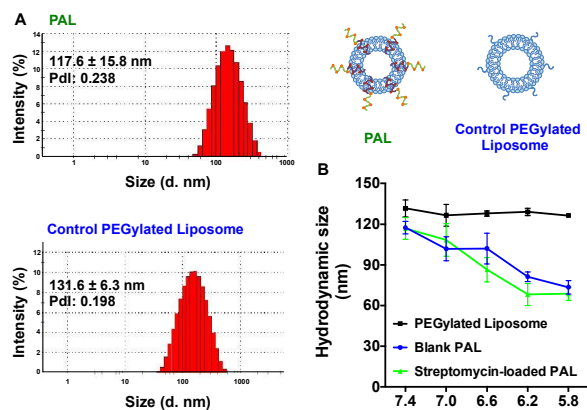 A
PAL
14
12
10
8
6
4
2
0
Intensity (%)
117.6 ± 15.8 nm
PdI: 0.238
1
10
100
1000
Size (d. nm)
Control PEGylated Liposome
12
10
8
6
4
2
0
Intensity (%)
131.6 ± 6.3 nm
PdI: 0.198
1
10
100
1000
Size (d. nm)
PAL
Control PEGylated
Liposome
B
Hydrodynamic size
(nm)
150
120
90
60
30
0
PEGylated Liposome
Blank PAL
Streptomycin-loaded PAL
7.4
7.0
6.6
6.2
5.8